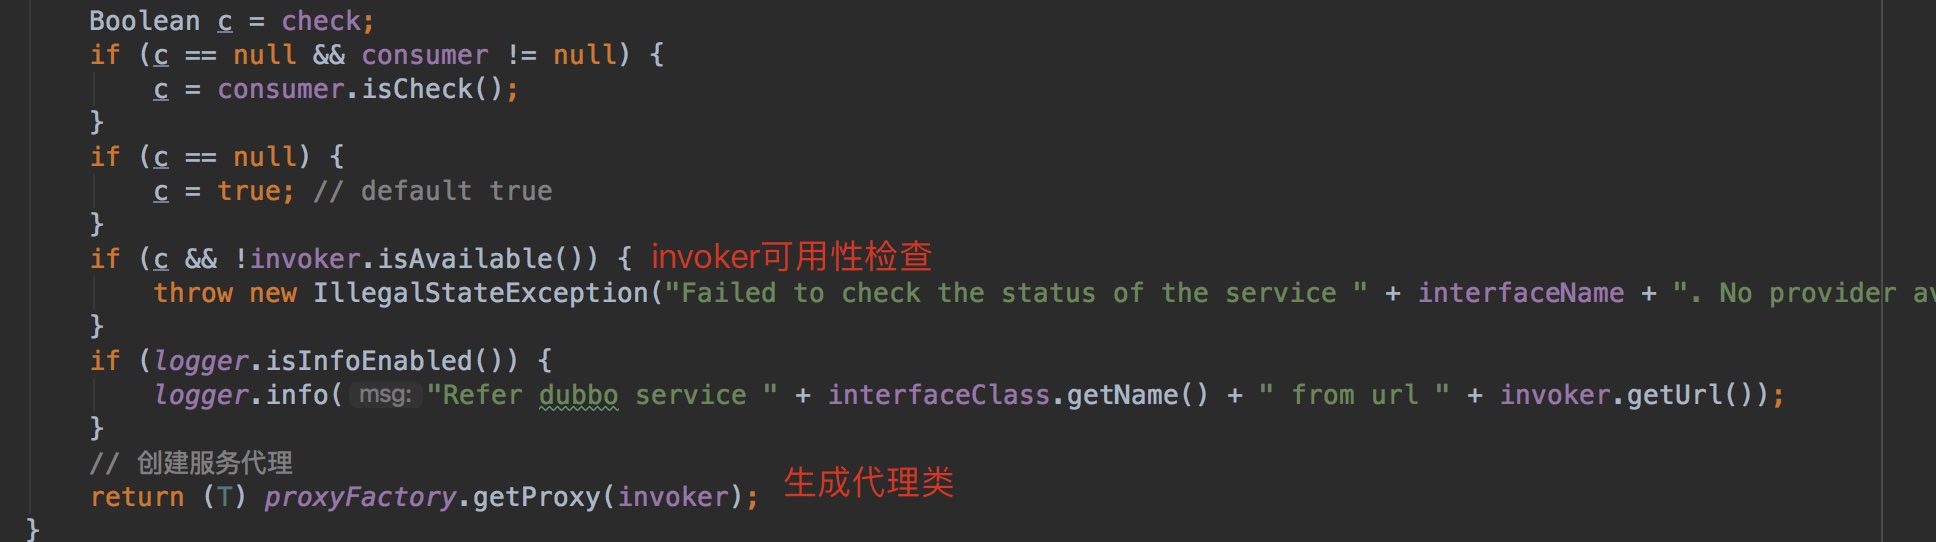 Boolean c = check;
if (c == null && consumer != null) {
c = consumer.isCheck();
}
if (c == null) {
c = true; // default true
}
if (c && !invoker.isAvailable()) { invoker可用性检查
throw new IllegalStateException("Failed to check the status of the service " + interfaceName + ". No provider av
}
if (logger.isInfoEnabled()) {
logger.info( msg: "Refer dubbo service " + interfaceClass.getName() + " from url " + invoker.getUrl());
}
// 创建服务代理
return (T) proxyFactory.getProxy(invoker); 生成代理类
}